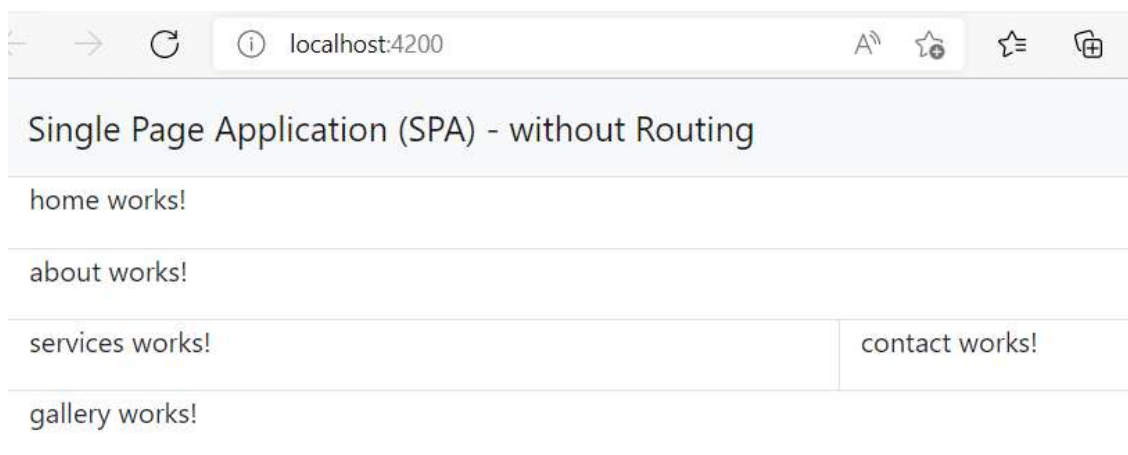 localhost:4200
Single Page Application (SPA) - without Routing
home works!
about works!
services works! contact works!
gallery works!